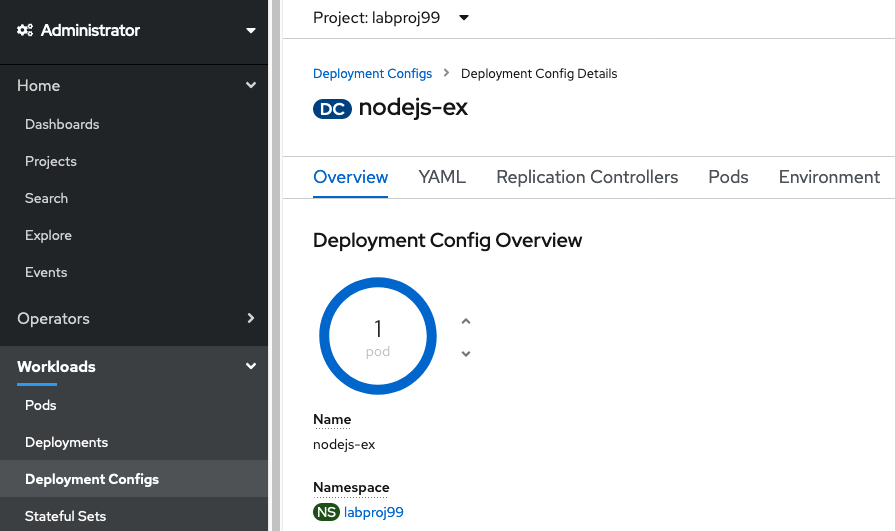 Administrator
Home
Dashboards
Projects
Search
Explore
Events
Operators
Workloads
Pods
Deployments
Deployment Configs
Stateful Sets
Project: labproj99
Deployment Configs > Deployment Config Details
DC nodejs-ex
Overview YAML Replication Controllers Pods Environment
Deployment Config Overview
1
pod
Name
nodejs-ex
Namespace
NS labproj99